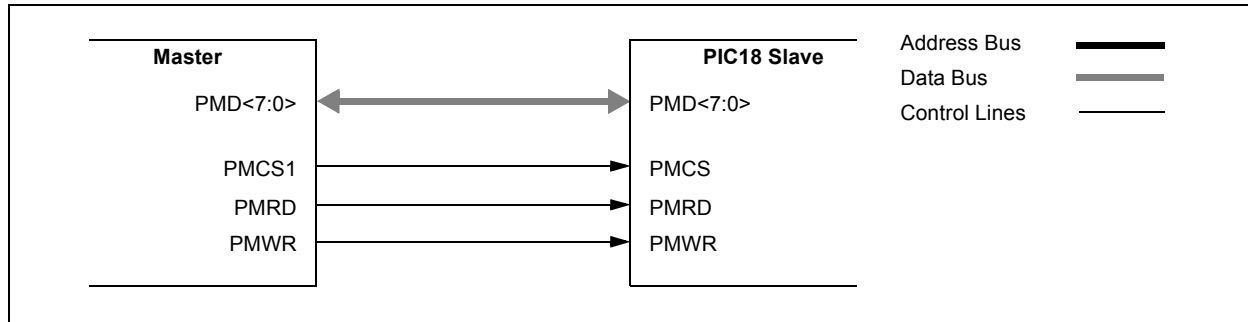 Master
PMD<7:0>
PMCS1
PMRD
PMWR
PIC18 Slave
PMD<7:0>
PMCS
PMRD
PMWR
Address Bus
Data Bus
Control Lines